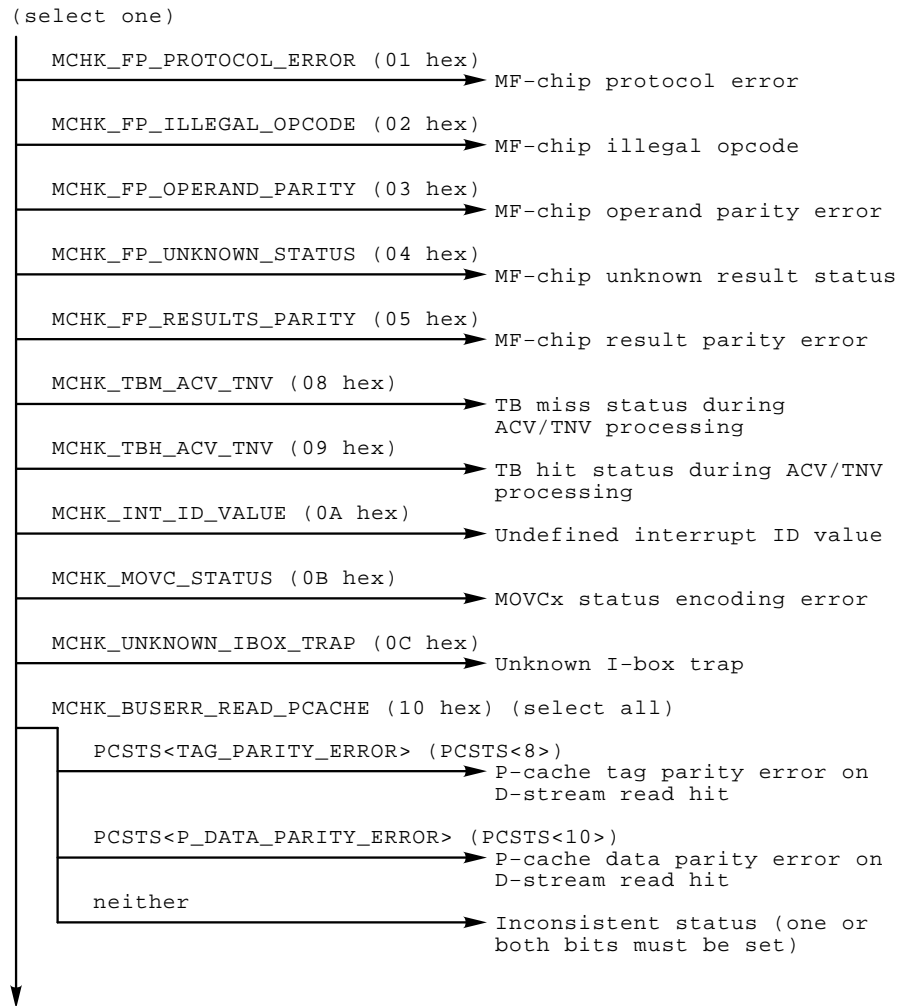 (select one)
MCHK_FP_PROTOCOL_ERROR (01 hex)
MF-chip protocol error
MCHK_FP_ILLEGAL_OPCODE (02 hex)
MF-chip illegal opcode
MCHK_FP_OPERAND_PARITY (03 hex)
MF-chip operand parity error
MCHK_FP_UNKNOWN_STATUS (04 hex)
MF-chip unknown result status
MCHK_FP_RESULTS_PARITY (05 hex)
MF-chip result parity error
MCHK_TBM_ACV_TNV (08 hex)
TB miss status during
ACV/TNV processing
MCHK_TBH_ACV_TNV (09 hex)
TB hit status during ACV/TNV
processing
MCHK_INT_ID_VALUE (0A hex)
Undefined interrupt ID value
MCHK_MOVC_STATUS (0B hex)
MOVCx status encoding error
MCHK_UNKNOWN_IBOX_TRAP (0C hex)
Unknown I-box trap
MCHK_BUSERR_READ_PCACHE (10 hex) (select all)
PCSTS<TAG_PARITY_ERROR> (PCSTS<8>)
P-cache tag parity error on
D-stream read hit
PCSTS<P_DATA_PARITY_ERROR> (PCSTS<10>)
P-cache data parity error on
D-stream read hit
neither
Inconsistent status (one or
both bits must be set)